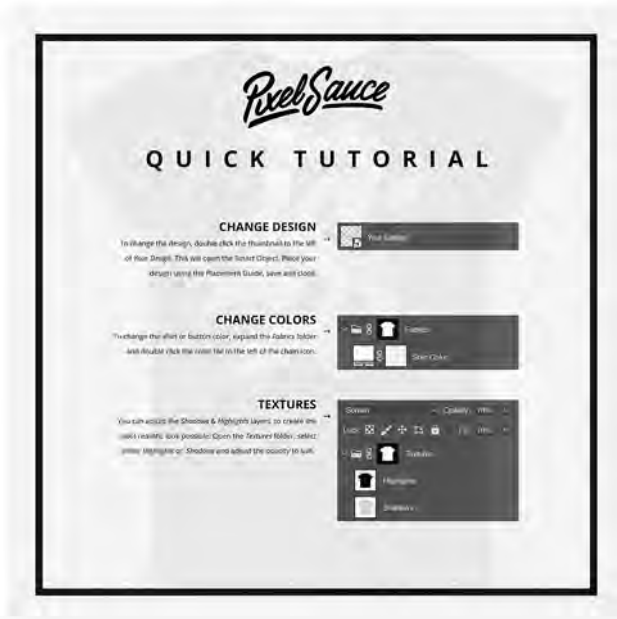 Pixel Sauce
QUICK TUTORIAL
CHANGE DESIGN
To change the design, double click the thumbnail to the left
of Your Design. This will open the Smart Object. Place your
design using the Placement Guide, save and close.
Your Design
CHANGE COLORS
To change the shirt or button color, expand the Fabrics folder
and double click the color tile to the left of the chain icon.
Fabrics
Shirt Color
TEXTURES
You can adjust the Shadows & Highlights layers, to create the
most realistic look possible. Open the Textures folder, select
either Highlights or Shadows and adjust the opacity to suit.
Screen Opacity:
Lock:
Textures
Highlights
Shadows